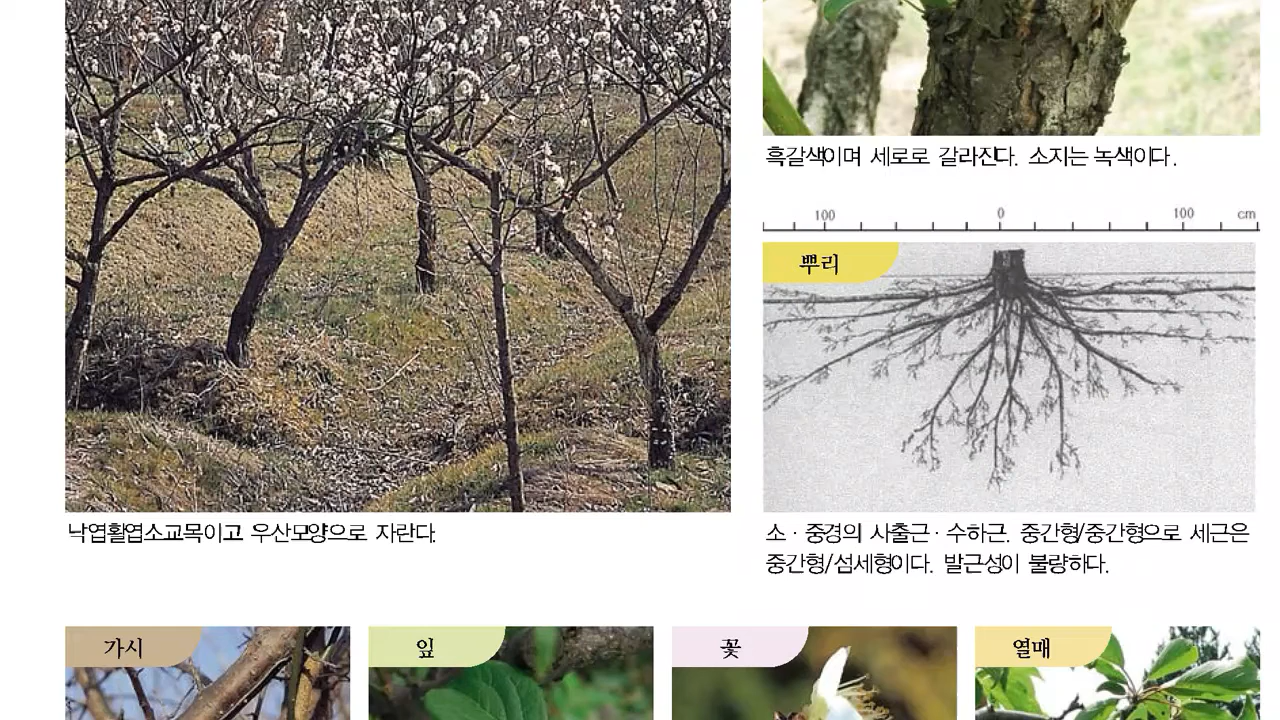 흑갈색이며 세로로 갈라진다. 소지는 녹색이다.
100 0 100 cm
뿌리
낙엽활엽소교목이고 우산모양으로 자란다.
소 · 중경의 사출근 · 수하근. 중간형/중간형으로 세근은
중간형/섬세형이다. 발근성이 불량하다.
가시
잎
꽃
열매